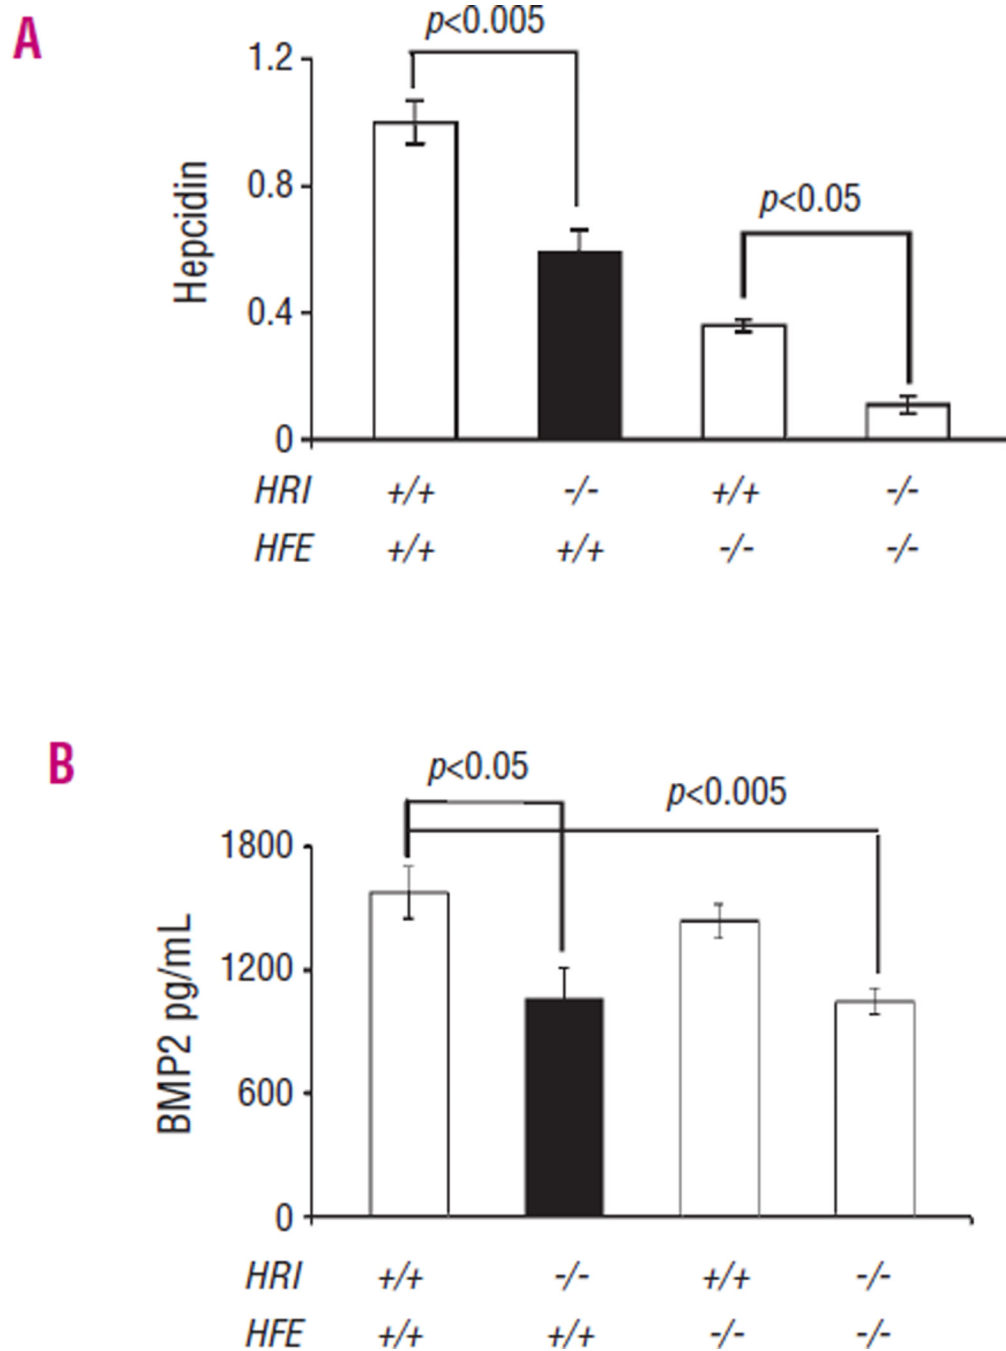 A
p<0.005
1.2
0.8
0.4
0
Hepcidin
p<0.05
HRI +/+ -/- +/+ -/-
HFE +/+ +/+ -/- -/-
B
p<0.05
p<0.005
1800
1200
600
0
BMP2 pg/mL
HRI +/+ -/- +/+ -/-
HFE +/+ +/+ -/- -/-